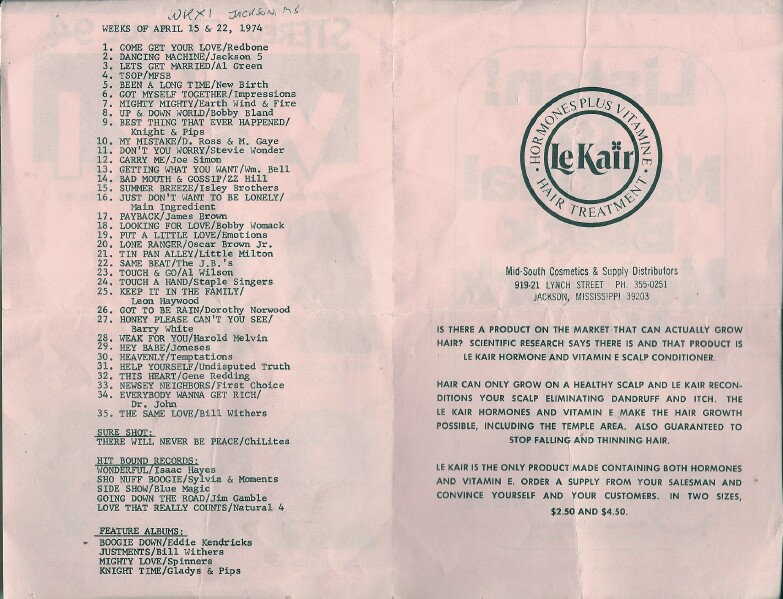 WKXI JACKSON, MS
WEEKS OF APRIL 15 & 22, 1974
1. COME GET YOUR LOVE/Redbone
2. DANCING MACHINE/Jackson 5
3. LETS GET MARRIED/Al Green
4. TSOP/MFSB
5. BEEN A LONG TIME/New Birth
6. GOT MYSELF TOGETHER/Impressions
7. MIGHTY MIGHTY/Earth Wind & Fire
8. UP & DOWN WORLD/Bobby Bland
9. BEST THING THAT EVER HAPPENED/
Knight & Pips
10. MY MISTAKE/D. Ross & M. Gaye
11. DON'T YOU WORRY/Stevie Wonder
12. CARRY ME/Joe Simon
13. GETTING WHAT YOU WANT/Wm. Bell
14. BAD MOUTH & GOSSIP/ZZ Hill
15. SUMMER BREEZE/Isley Brothers
16. JUST DON'T WANT TO BE LONELY/
Main Ingredient
17. PAYBACK/James Brown
18. LOOKING FOR LOVE/Bobby Womack
19. PUT A LITTLE LOVE/Emotions
20. LONE RANGER/Oscar Brown Jr.
21. TIN PAN ALLEY/Little Milton
22. SAME BEAT/The J.B.'s
23. TOUCH & GO/Al Wilson
24. TOUCH A HAND/Staple Singers
25. KEEP IT IN THE FAMILY/
Leon Haywood
26. GOT TO BE RAIN/Dorothy Norwood
27. HONEY PLEASE CAN'T YOU SEE/
Barry White
28. WEAK FOR YOU/Harold Melvin
29. HEY BABE/Joneses
30. HEAVENLY/Temptations
31. HELP YOURSELF/Undisputed Truth
32. THIS HEART/Gene Redding
33. NEWSEY NEIGHBORS/First Choice
34. EVERYBODY WANNA GET RICH/
Dr. John
35. THE SAME LOVE/Bill Withers
SURE SHOT:
THERE WILL NEVER BE PEACE/ChiLites
HIT BOUND RECORDS:
WONDERFUL/Isaac Hayes
SHO NUFF BOOGIE/Sylvia & Moments
SIDE SHOW/Blue Magic
GOING DOWN THE ROAD/Jim Gamble
LOVE THAT REALLY COUNTS/Natural 4
FEATURE ALBUMS:
BOOGIE DOWN/Eddie Kendricks
JUSTMENTS/Bill Withers
MIGHTY LOVE/Spinners
KNIGHT TIME/Gladys & Pips
HORMONES PLUS VITAMIN E
Le Kaïr
HAIR TREATMENT
Mid-South Cosmetics & Supply Distributors
919-21 LYNCH STREET PH. 355-0251
JACKSON, MISSISSIPPI 39203
IS THERE A PRODUCT ON THE MARKET THAT CAN ACTUALLY GROW
HAIR? SCIENTIFIC RESEARCH SAYS THERE IS AND THAT PRODUCT IS
LE KAIR HORMONE AND VITAMIN E SCALP CONDITIONER.
HAIR CAN ONLY GROW ON A HEALTHY SCALP AND LE KAIR RECON-
DITIONS YOUR SCALP ELIMINATING DANDRUFF AND ITCH. THE
LE KAIR HORMONES AND VITAMIN E MAKE THE HAIR GROWTH
POSSIBLE, INCLUDING THE TEMPLE AREA. ALSO GUARANTEED TO
STOP FALLING AND THINNING HAIR.
LE KAIR IS THE ONLY PRODUCT MADE CONTAINING BOTH HORMONES
AND VITAMIN E. ORDER A SUPPLY FROM YOUR SALESMAN AND
CONVINCE YOURSELF AND YOUR CUSTOMERS. IN TWO SIZES,
$2.50 AND $4.50.